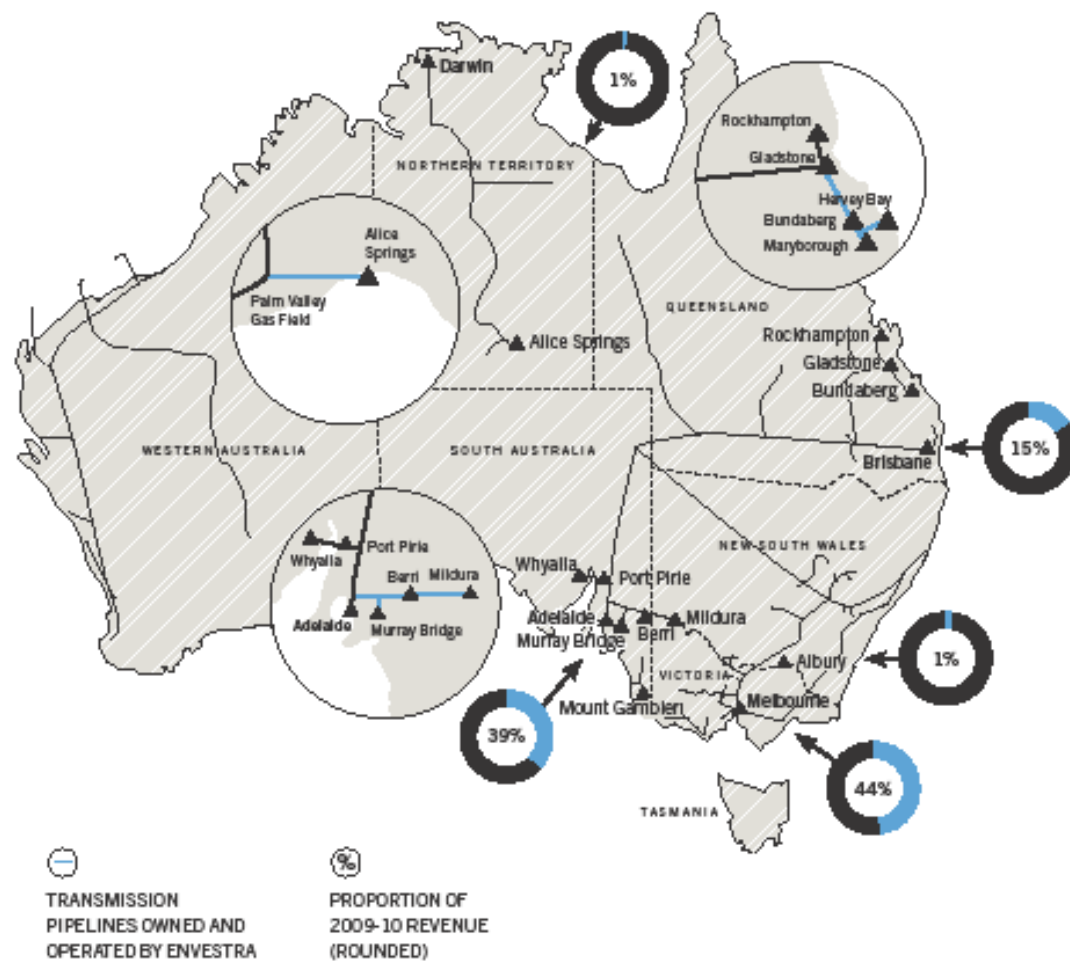 Darwin
1%
NORTHERN TERRITORY
Rockhampton
Gladstone
Hervey Bay
Bundaberg
Maryborough
Alice
Springs
Palm Valley
Gas Field
QUEENSLAND
Alice Springs
Rockhampton
Gladstone
Bundaberg
WESTERN AUSTRALIA
SOUTH AUSTRALIA
Brisbane
15%
NEW SOUTH WALES
Whyalla
Port Pirie
Berri
Mildura
Adelaide
Murray Bridge
Whyalla
Port Pirie
Adelaide
Murray Bridge
Berri
Mildura
Albury
1%
VICTORIA
Mount Gambier
Melbourne
39%
44%
TASMANIA
TRANSMISSION
PIPELINES OWNED AND
OPERATED BY ENVESTRA
%
PROPORTION OF
2009-10 REVENUE
(ROUNDED)